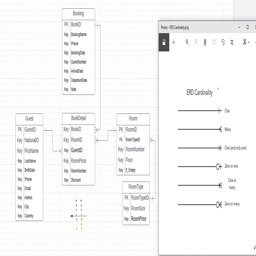 Booking
PK BookID
Key BookingName
Key Phone
Key BookingDate
Key GuestNumber
Key ArrivalDate
Key DepartureDate
Key Note
Guest
PK GuestID
Key NationalID
Key FirstName
Key LastName
Key BirthDate
Key Phone
Key Email
Key Address
Key City
Key Country
BookDetail
Key BookID
Key RoomID
Key GuestID
Key RoomPrice
Key RoomNumber
Key Discount
Room
PK RoomID
FK RoomTypeID
Key RoomNumber
Key Floor
Key If_Empty
RoomType
PK RoomTypeID
Key RoomSize
Key RoomPrice
Photos - ERD Cardinality.png
ERD Cardinality
One
Many
One (and only one)
Zero or one
One or
many
Zero or many